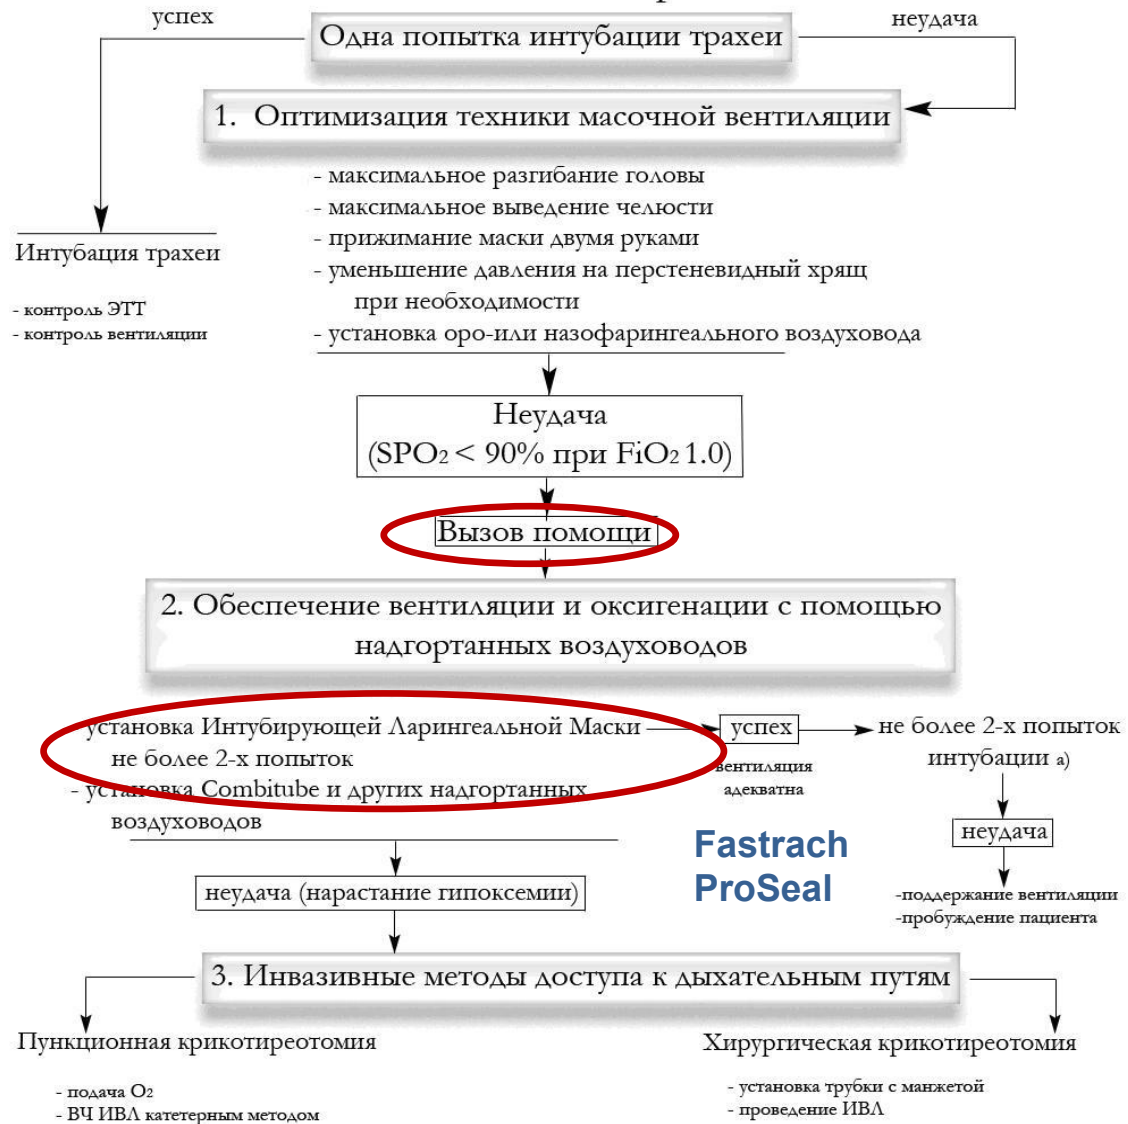 успех
неудача
Одна попытка интубации трахеи
1. Оптимизация техники масочной вентиляции
- максимальное разгибание головы
- максимальное выведение челюсти
- прижимание маски двумя руками
- уменьшение давления на перстеневидный хрящ
при необходимости
- установка оро-или назофарингеального воздуховода
Интубация трахеи
- контроль ЭТТ
- контроль вентиляции
Неудача
(SPO2 < 90% при FiO2 1.0)
Вызов помощи
2. Обеспечение вентиляции и оксигенации с помощью
надгортанных воздуховодов
установка Интубирующей Ларингеальной Маски
не более 2-х попыток
- установка Combitube и других надгортанных
воздуховодов
успех
вентиляция
адекватна
не более 2-х попыток
интубации а)
неудача
-поддержание вентиляции
-пробуждение пациента
Fastrach
ProSeal
неудача (нарастание гипоксемии)
3. Инвазивные методы доступа к дыхательным путям
Пункционная крикотиреотомия
- подача O2
- ВЧ ИВЛ катетерным методом
Хирургическая крикотиреотомия
- установка трубки с манжетой
- проведение ИВЛ